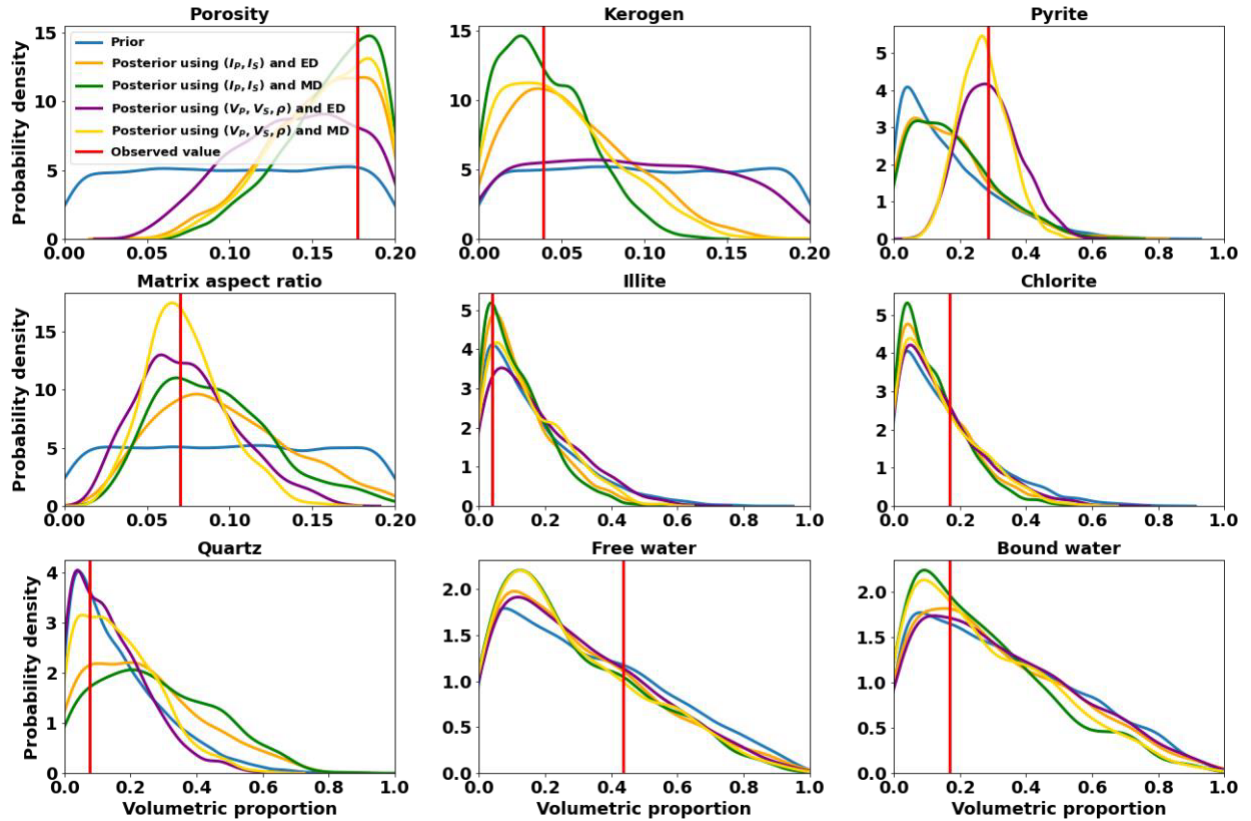 Porosity
Kerogen
Pyrite
Probability density
15
10
5
0
0.00 0.05 0.10 0.15 0.20
Prior
Posterior using (I_P, I_S) and ED
Posterior using (I_P, I_S) and MD
Posterior using (V_P, V_S, ρ) and ED
Posterior using (V_P, V_S, ρ) and MD
Observed value
15
10
5
0
0.00 0.05 0.10 0.15 0.20
5
4
3
2
1
0
0.0 0.2 0.4 0.6 0.8 1.0
Matrix aspect ratio
Illite
Chlorite
Probability density
15
10
5
0
0.00 0.05 0.10 0.15 0.20
5
4
3
2
1
0
0.0 0.2 0.4 0.6 0.8 1.0
5
4
3
2
1
0
0.0 0.2 0.4 0.6 0.8 1.0
Quartz
Free water
Bound water
Probability density
4
3
2
1
0
0.0 0.2 0.4 0.6 0.8 1.0
Volumetric proportion
2.0
1.5
1.0
0.5
0.0
0.0 0.2 0.4 0.6 0.8 1.0
Volumetric proportion
2.0
1.5
1.0
0.5
0.0
0.0 0.2 0.4 0.6 0.8 1.0
Volumetric proportion